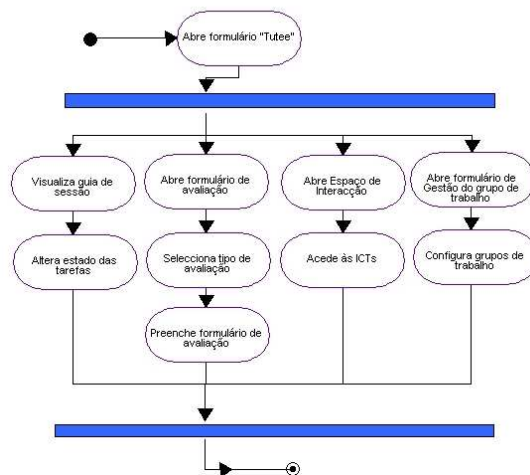 Abre formulário "Tutee"
Visualiza guia de
sessão
Abre formulário de
avaliação
Abre Espaço de
Interacção
Abre formulário de
Gestão do grupo de
trabalho
Altera estado das
tarefas
Selecciona tipo de
avaliação
Acede às ICTs
Configura grupos de
trabalho
Preenche formulário de
avaliação